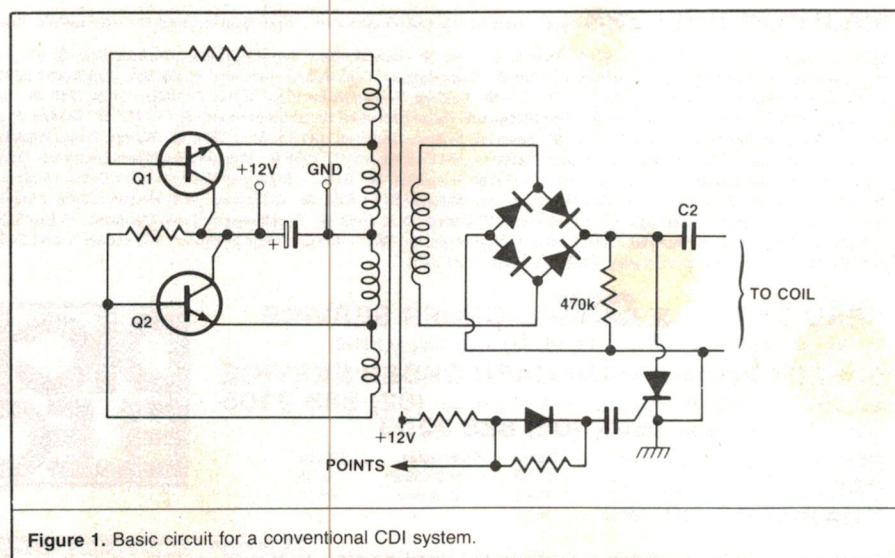 Q1
+12V
GND
C2
+
Q2
470k
TO COIL
+12V
POINTS
Figure 1. Basic circuit for a conventional CDI system.